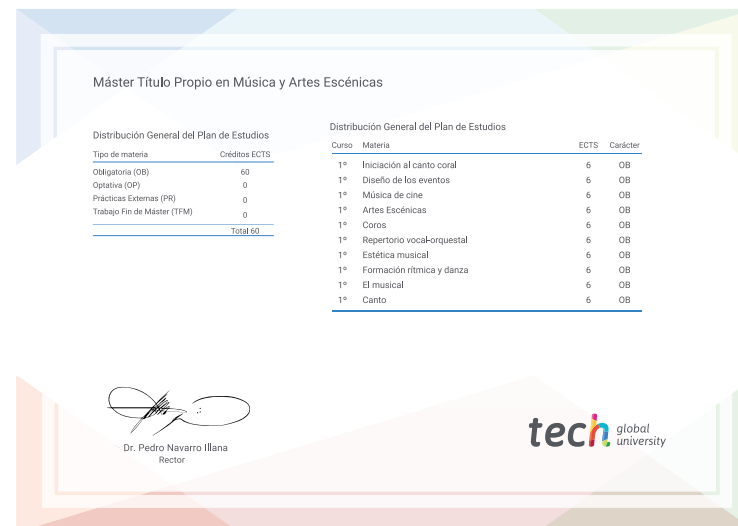 Máster Título Propio en Música y Artes Escénicas
Distribución General del Plan de Estudios
Tipo de materia Créditos ECTS
Obligatoria (OB) 60
Optativa (OP) 0
Prácticas Externas (PR) 0
Trabajo Fin de Máster (TFM) 0
Total 60
Distribución General del Plan de Estudios
Curso Materia ECTS Carácter
1º Iniciación al canto coral 6 OB
1º Diseño de los eventos 6 OB
1º Música de cine 6 OB
1º Artes Escénicas 6 OB
1º Coros 6 OB
1º Repertorio vocal-orquestal 6 OB
1º Estética musical 6 OB
1º Formación rítmica y danza 6 OB
1º El musical 6 OB
1º Canto 6 OB
Dr. Pedro Navarro Illana
Rector
tech global
university